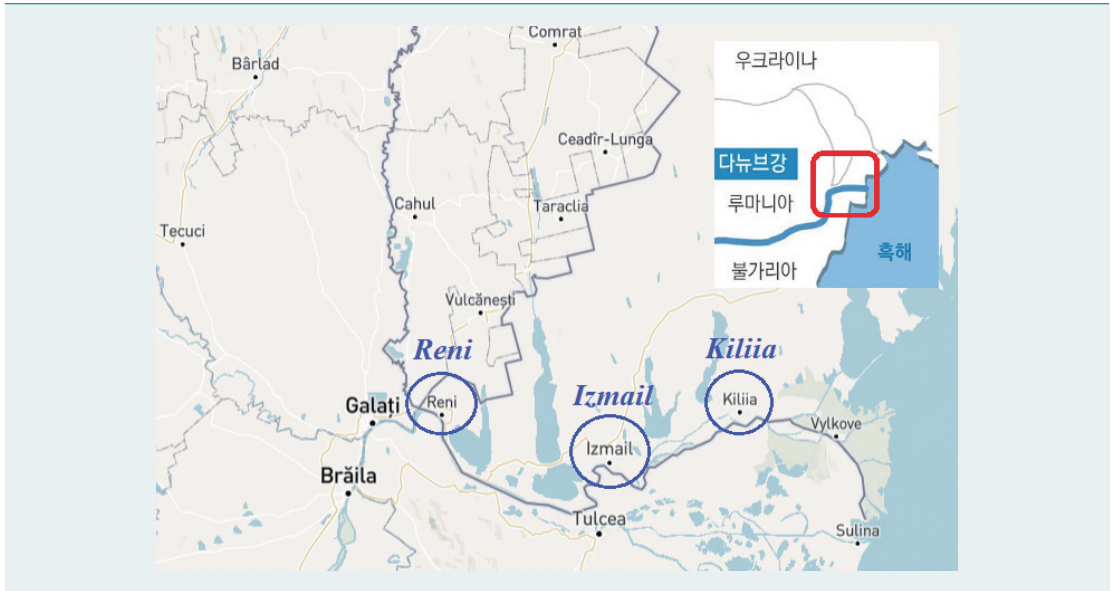 Comrat
Bârlad
우크라이나
Ceadîr-Lunga
다뉴브강
Cahul
Taraclia
루마니아
Tecuci
흑해
불가리아
Vulcănești
Reni
Kiliia
Izmail
Galați
Reni
Kiliia
Vylkove
Izmail
Brăila
Tulcea
Sulina